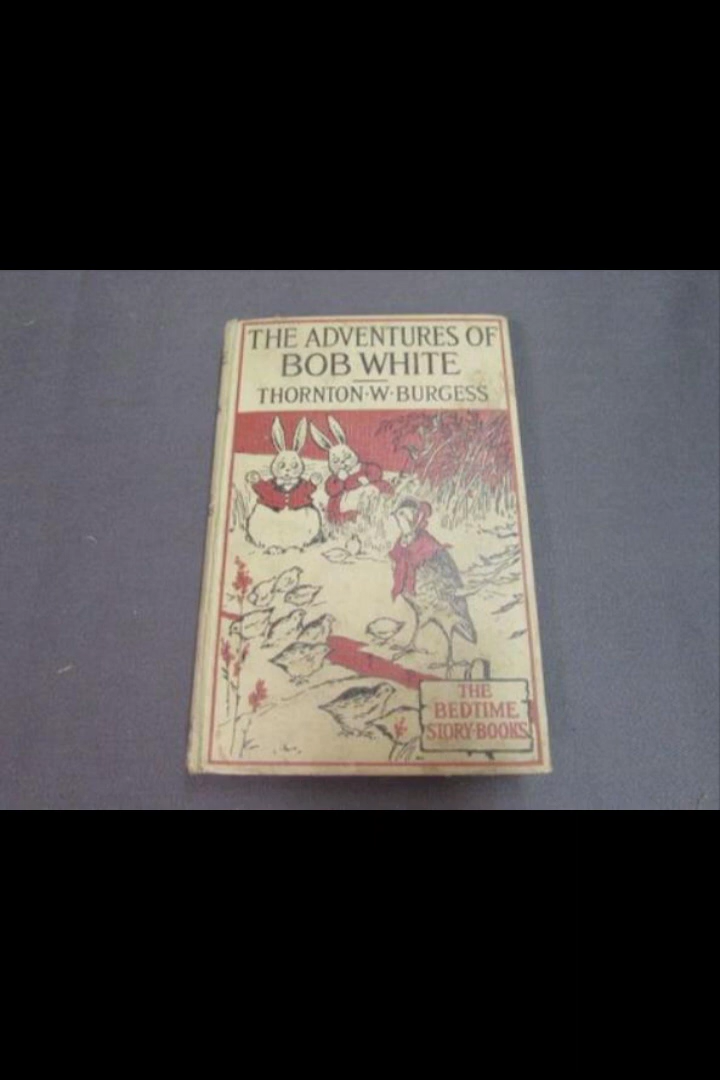 THE ADVENTURES OF
BOB WHITE
THORNTON·W·BURGESS
THE
BEDTIME
STORY·BOOKS